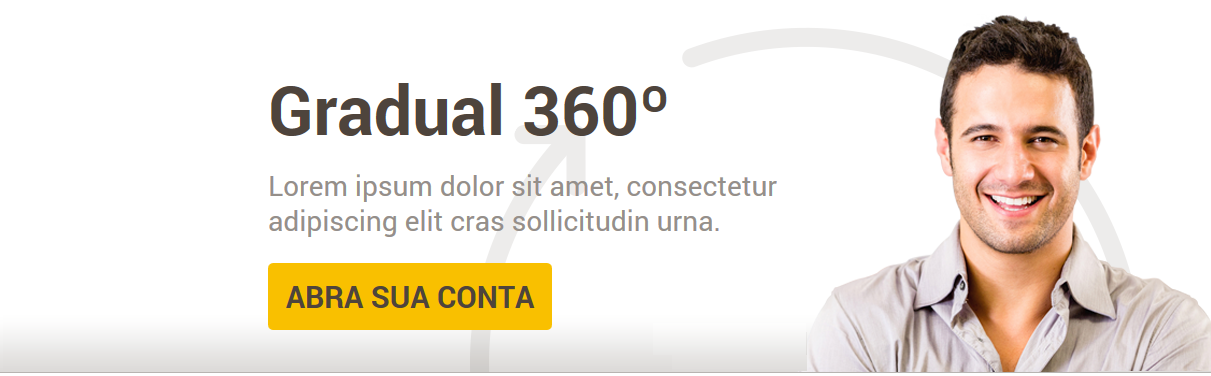 Gradual 360º
Lorem ipsum dolor sit amet, consectetur
adipiscing elit cras sollicitudin urna.
ABRA SUA CONTA